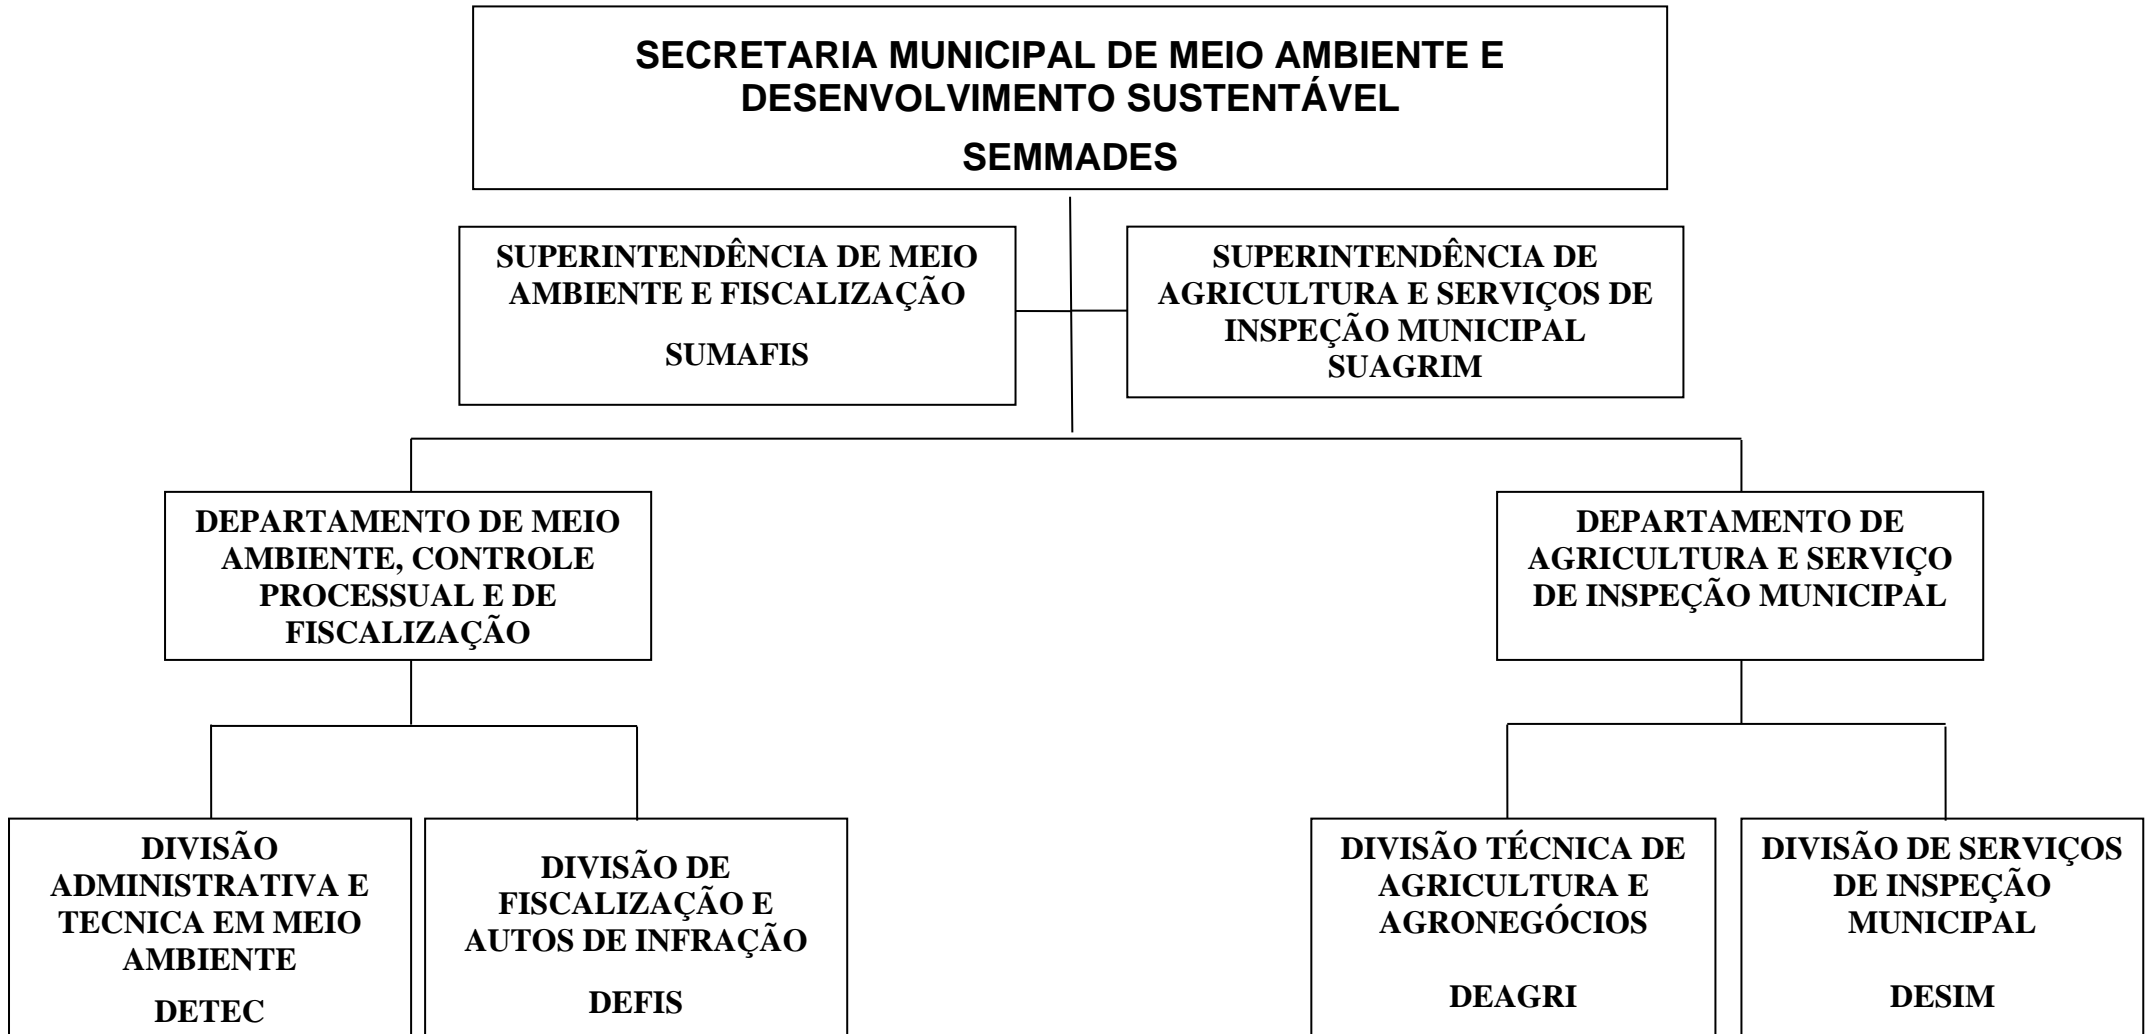 SECRETARIA MUNICIPAL DE MEIO AMBIENTE E
DESENVOLVIMENTO SUSTENTÁVEL
SEMMADES
SUPERINTENDÊNCIA DE MEIO
AMBIENTE E FISCALIZAÇÃO
SUMAFIS
SUPERINTENDÊNCIA DE
AGRICULTURA E SERVIÇOS DE
INSPEÇÃO MUNICIPAL
SUAGRIM
DEPARTAMENTO DE MEIO
AMBIENTE, CONTROLE
PROCESSUAL E DE
FISCALIZAÇÃO
DEPARTAMENTO DE
AGRICULTURA E SERVIÇO
DE INSPEÇÃO MUNICIPAL
DIVISÃO
ADMINISTRATIVA E
TECNICA EM MEIO
AMBIENTE
DETEC
DIVISÃO DE
FISCALIZAÇÃO E
AUTOS DE INFRAÇÃO
DEFIS
DIVISÃO TÉCNICA DE
AGRICULTURA E
AGRONEGÓCIOS
DEAGRI
DIVISÃO DE SERVIÇOS
DE INSPEÇÃO
MUNICIPAL
DESIM